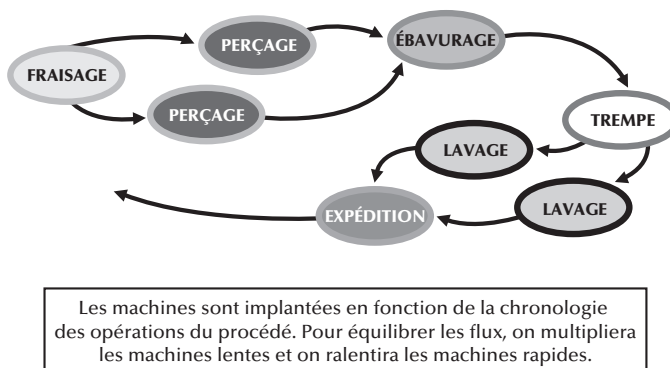 PERÇAGE
ÉBAVURAGE
FRAISAGE
PERÇAGE
TREMPE
LAVAGE
LAVAGE
EXPÉDITION
Les machines sont implantées en fonction de la chronologie
des opérations du procédé. Pour équilibrer les flux, on multipliera
les machines lentes et on ralentira les machines rapides.